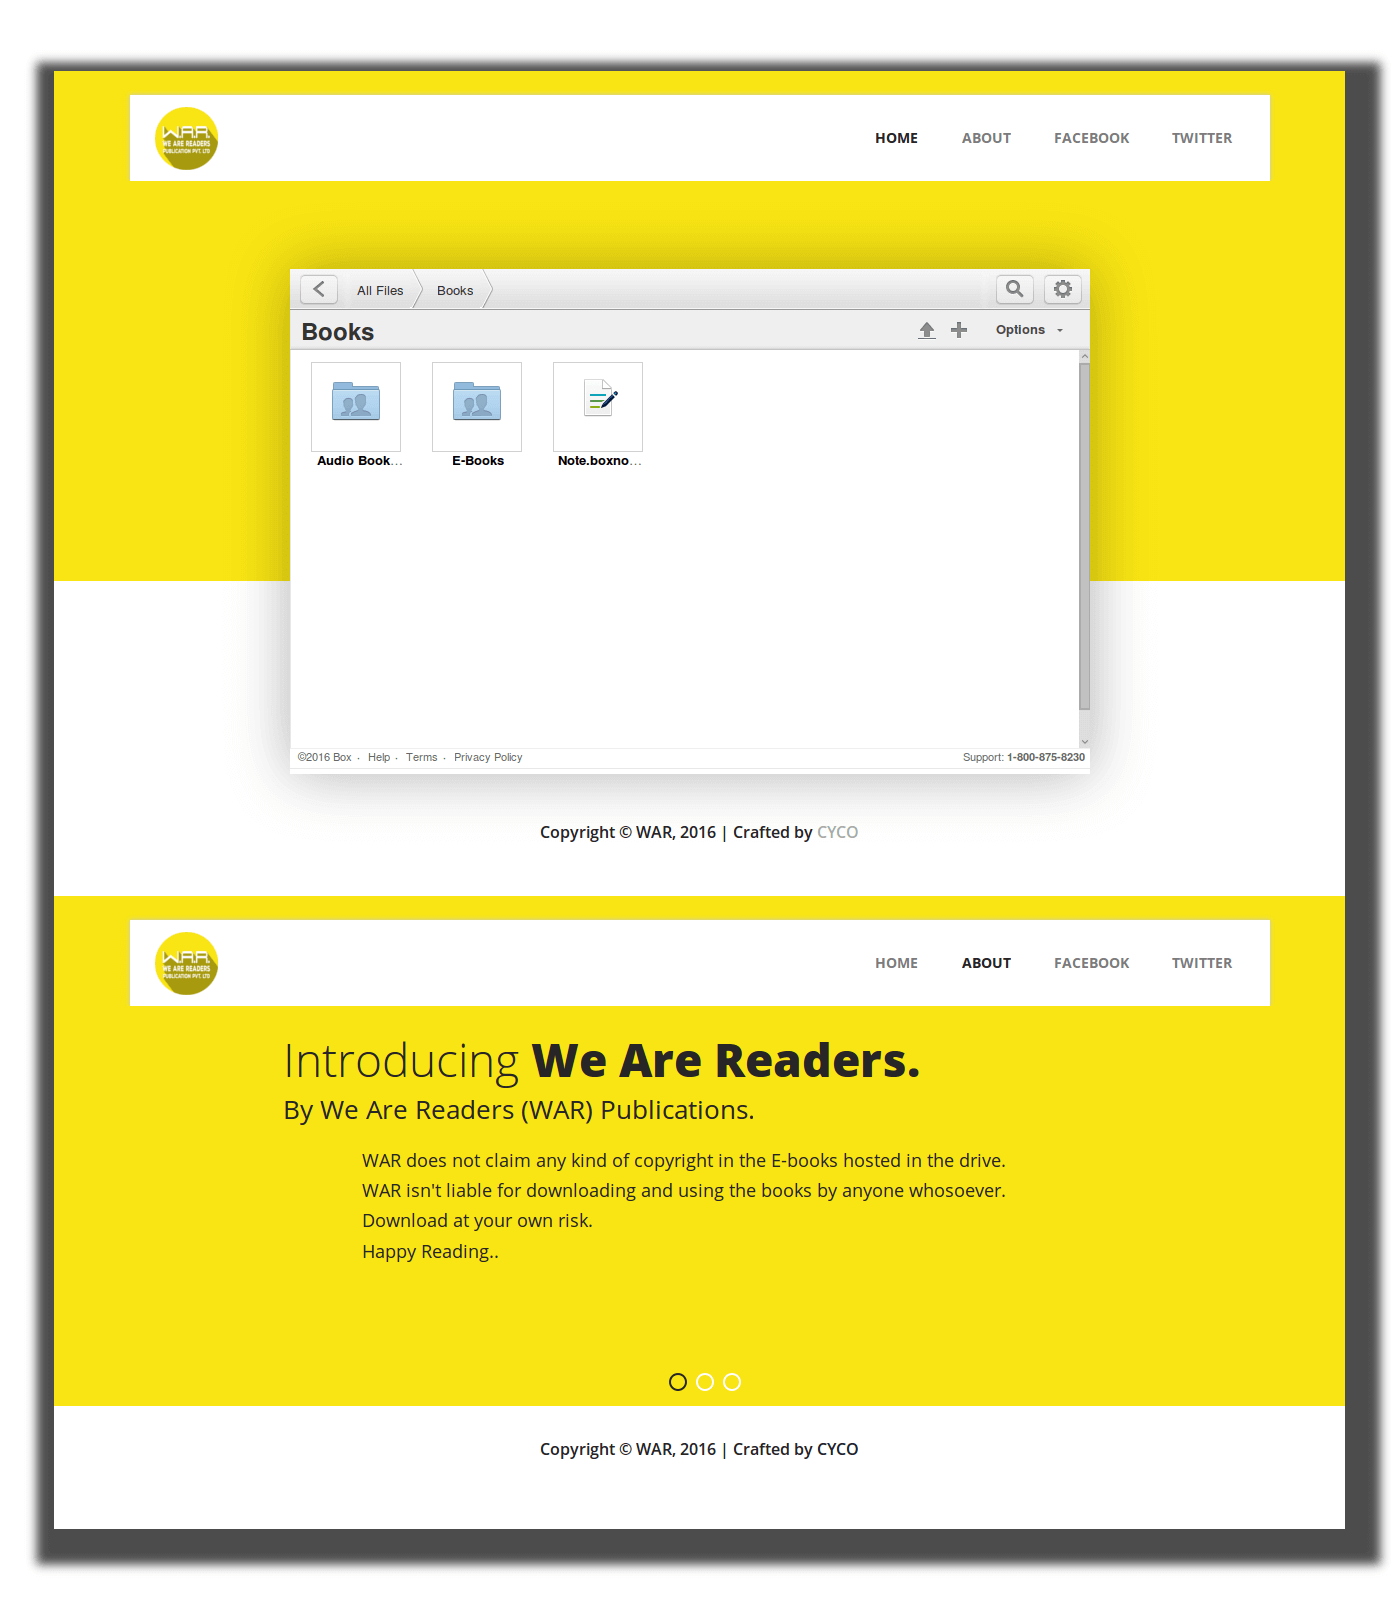 W.A.R.
WE ARE READERS
PUBLICATION PVT. LTD
HOME ABOUT FACEBOOK TWITTER
All Files Books
Books Options
Audio Book... E-Books Note.boxno...
©2016 Box · Help · Terms · Privacy Policy Support: 1-800-875-8230
Copyright © WAR, 2016 | Crafted by CYCO
W.A.R.
WE ARE READERS
PUBLICATION PVT. LTD
HOME ABOUT FACEBOOK TWITTER
Introducing We Are Readers.
By We Are Readers (WAR) Publications.
WAR does not claim any kind of copyright in the E-books hosted in the drive.
WAR isn't liable for downloading and using the books by anyone whosoever.
Download at your own risk.
Happy Reading..
Copyright © WAR, 2016 | Crafted by CYCO